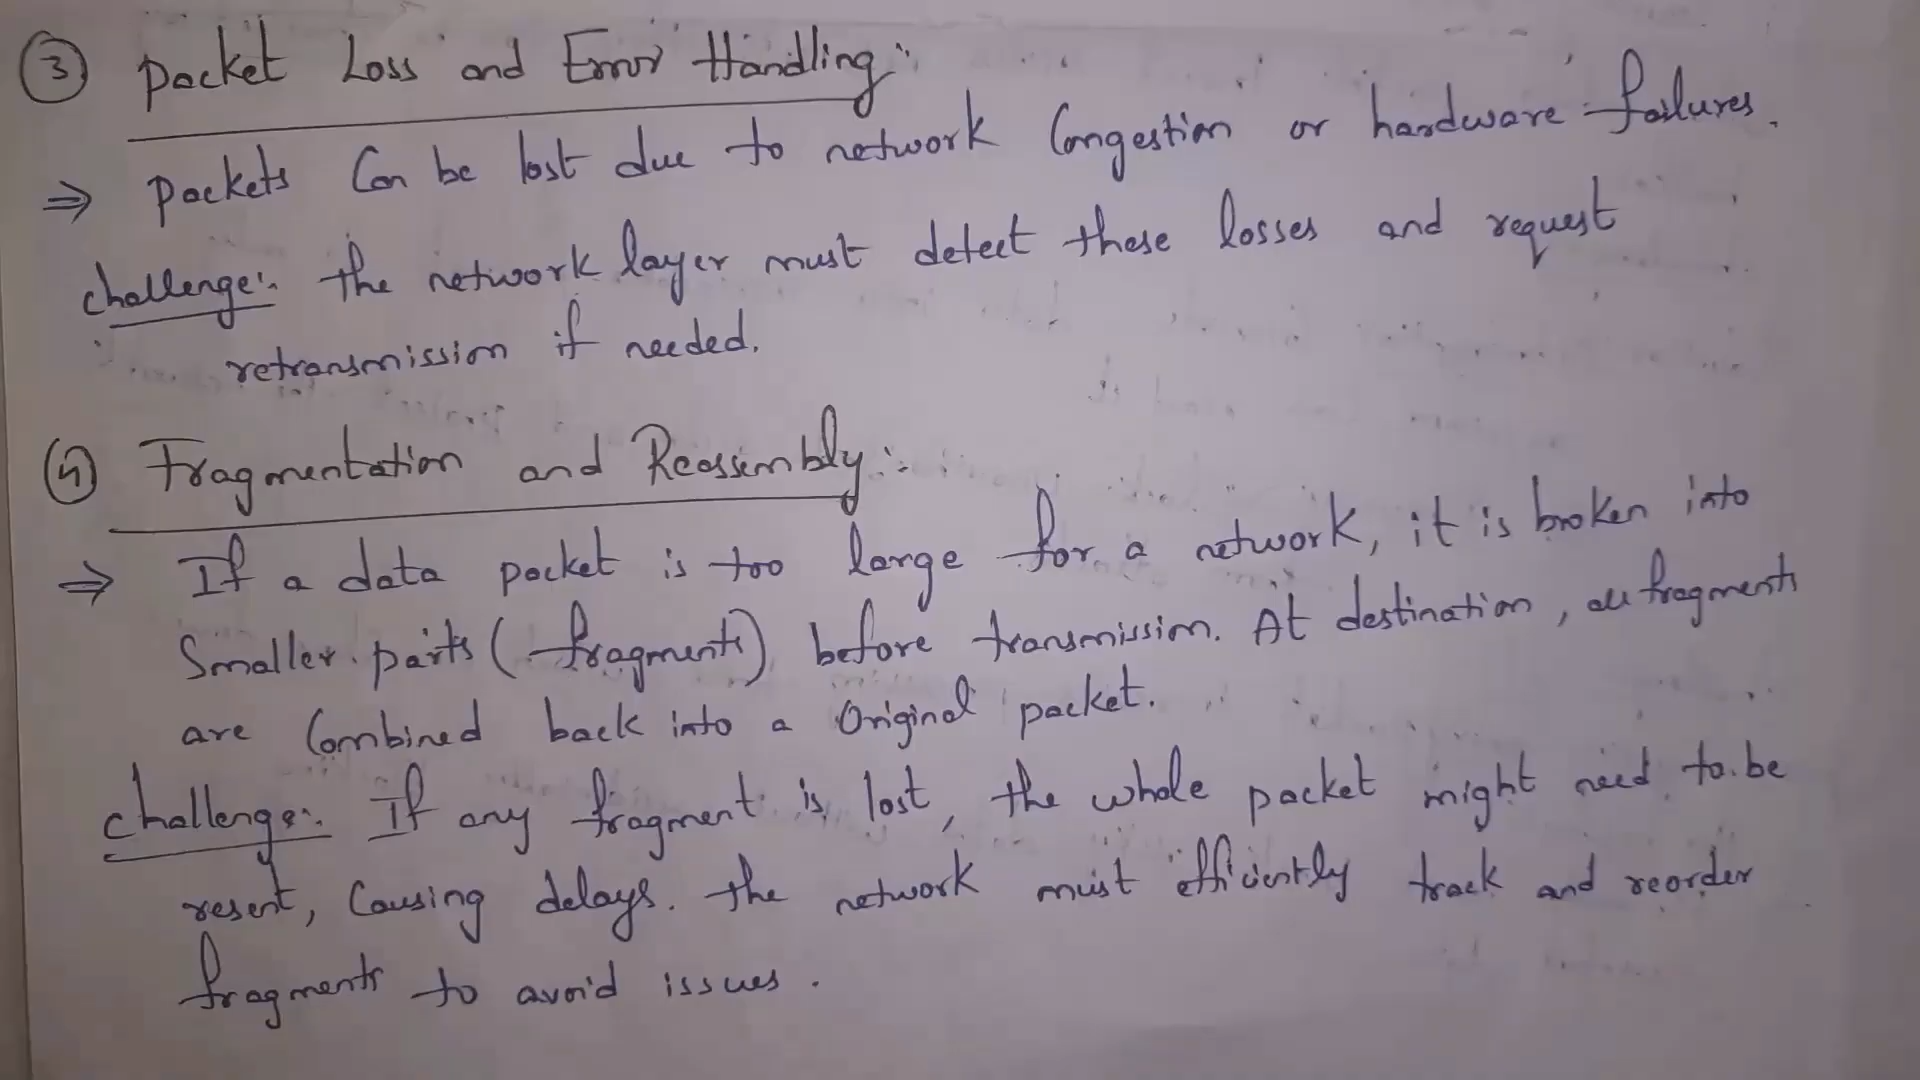 ③ Packet Loss and Error Handling:-
⇒ Packets Can be lost due to network Congestion or hardware failures.
challenge:- the network layer must detect these losses and request
retransmission if needed.
④ Fragmentation and Reassembly:-
⇒ If a data packet is too large for a network, it is broken into
Smaller parts (fragments) before transmission. At destination, all fragments
are Combined back into a Original packet.
challenge:- If any fragment is lost, the whole packet might need to be
resent, Causing delays. the network must efficiently track and reorder
fragments to avoid issues.